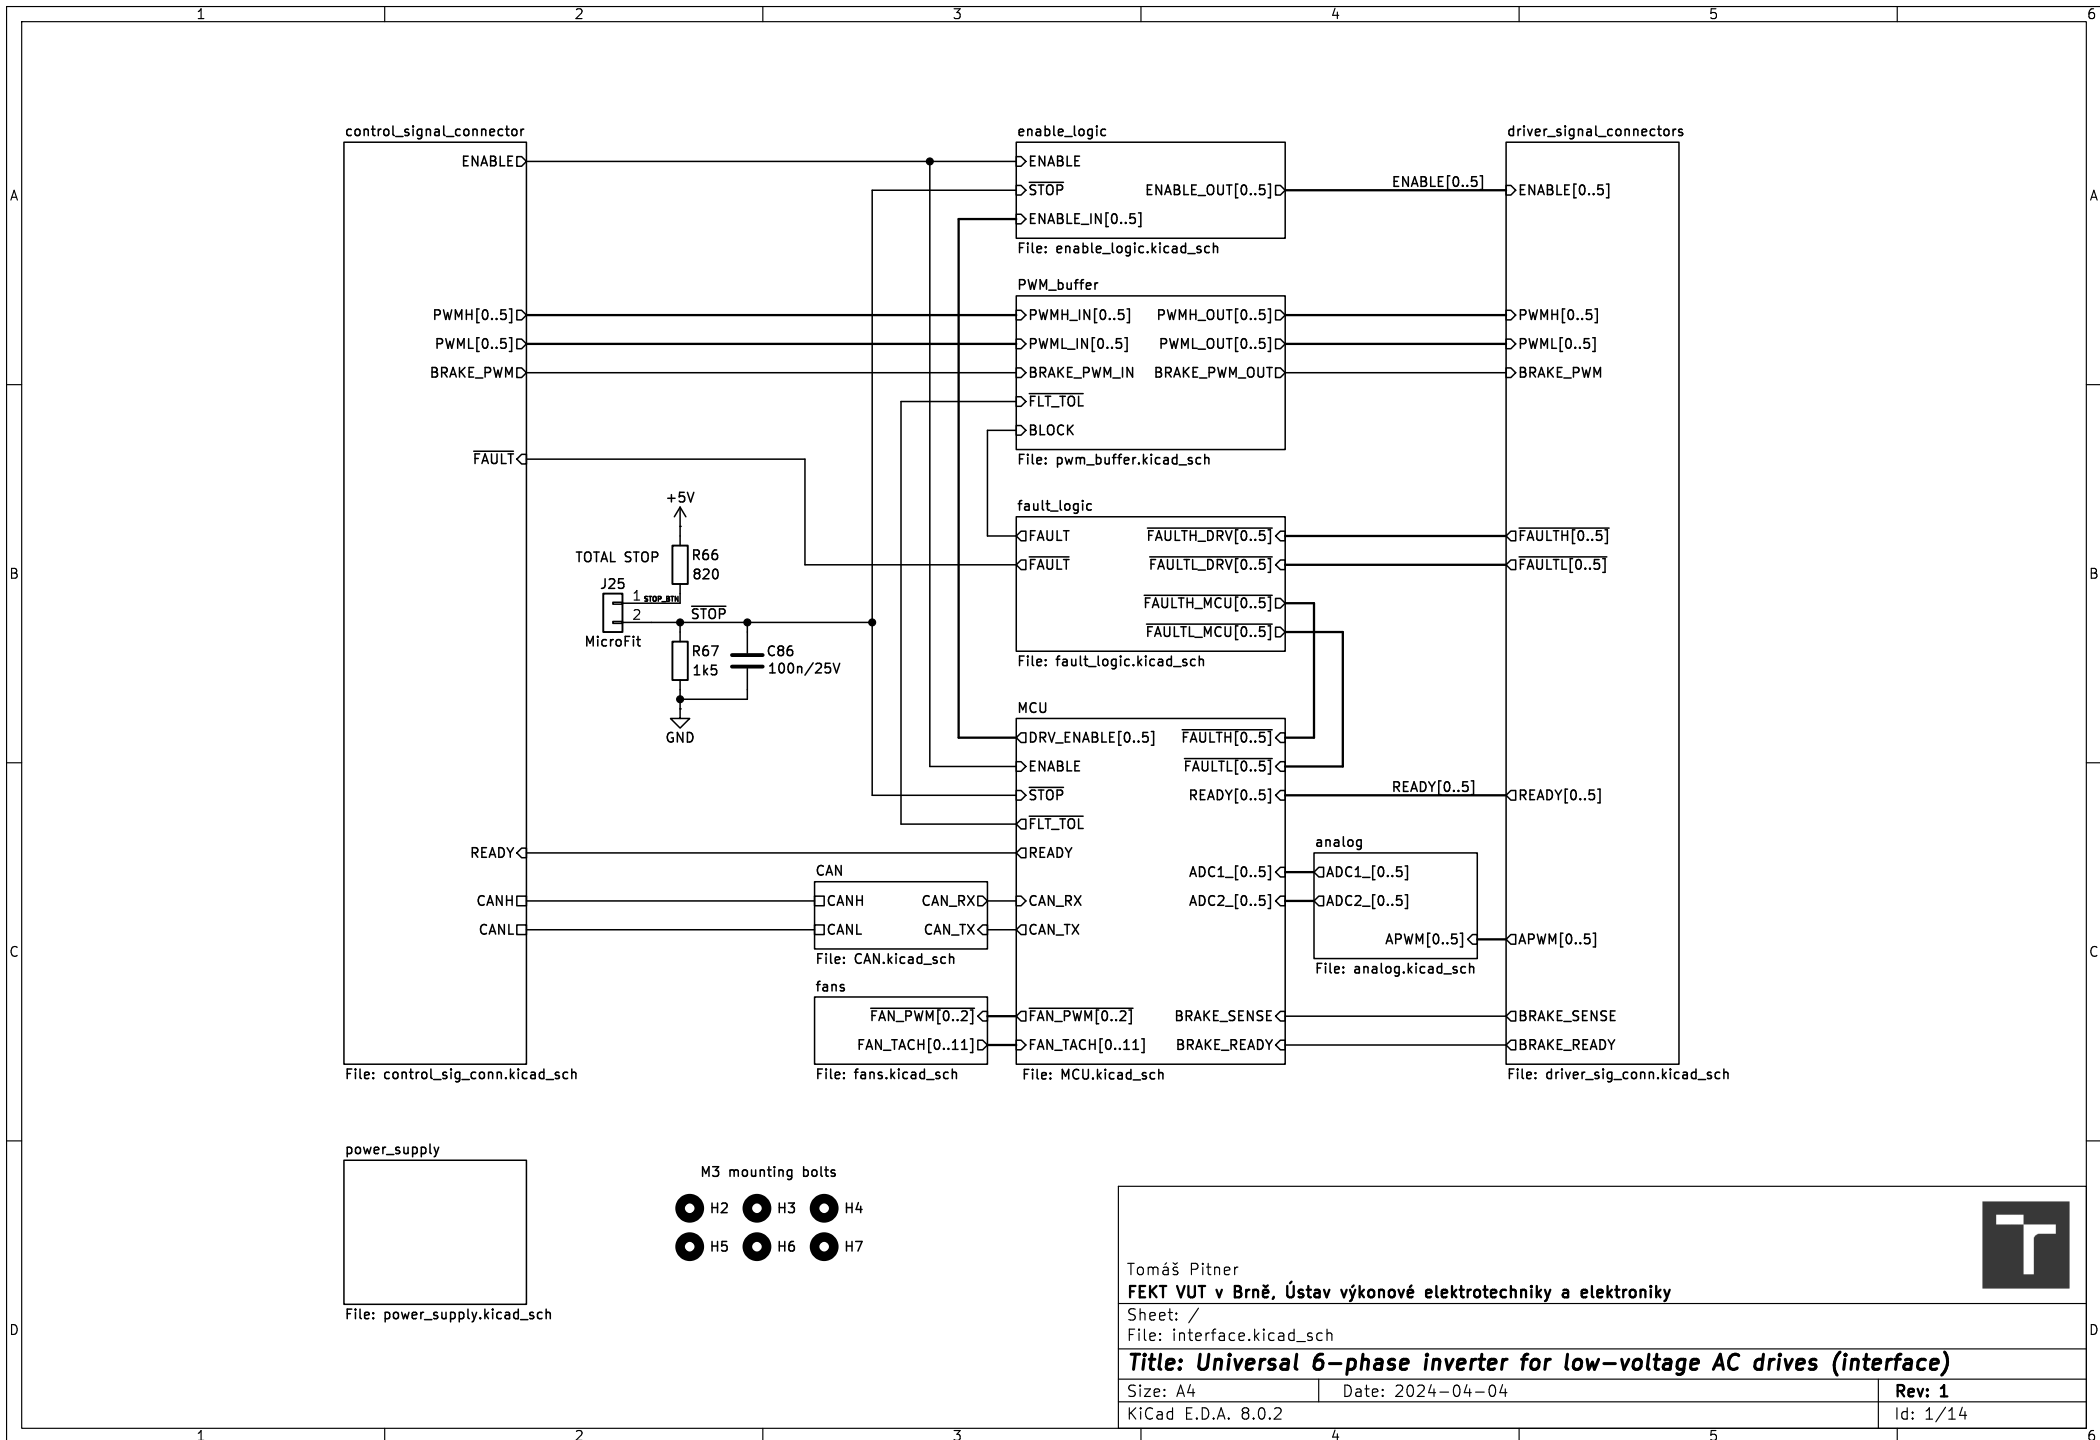 1 2 3 4 5 6
A A
B B
C C
D D
control_signal_connector
ENABLE
PWMH[0..5]
PWML[0..5]
BRAKE_PWM
FAULT
READY
CANH
CANL
File: control_sig_conn.kicad_sch
+5V
TOTAL STOP
R66
820
J25
1 STOP_BTN
2 STOP
MicroFit
R67
1k5
C86
100n/25V
GND
enable_logic
ENABLE
STOP ENABLE_OUT[0..5]
ENABLE_IN[0..5]
File: enable_logic.kicad_sch
ENABLE[0..5]
PWM_buffer
PWMH_IN[0..5] PWMH_OUT[0..5]
PWML_IN[0..5] PWML_OUT[0..5]
BRAKE_PWM_IN BRAKE_PWM_OUT
FLT_TOL
BLOCK
File: pwm_buffer.kicad_sch
fault_logic
FAULT FAULTH_DRV[0..5]
FAULT FAULTL_DRV[0..5]
FAULTH_MCU[0..5]
FAULTL_MCU[0..5]
File: fault_logic.kicad_sch
MCU
DRV_ENABLE[0..5] FAULTH[0..5]
ENABLE FAULTL[0..5]
STOP READY[0..5]
FLT_TOL
READY
ADC1_[0..5]
CAN_RX ADC2_[0..5]
CAN_TX
FAN_PWM[0..2] BRAKE_SENSE
FAN_TACH[0..11] BRAKE_READY
File: MCU.kicad_sch
READY[0..5]
CAN
CANH CAN_RX
CANL CAN_TX
File: CAN.kicad_sch
fans
FAN_PWM[0..2]
FAN_TACH[0..11]
File: fans.kicad_sch
analog
ADC1_[0..5]
ADC2_[0..5]
APWM[0..5]
File: analog.kicad_sch
driver_signal_connectors
ENABLE[0..5]
PWMH[0..5]
PWML[0..5]
BRAKE_PWM
FAULTH[0..5]
FAULTL[0..5]
READY[0..5]
APWM[0..5]
BRAKE_SENSE
BRAKE_READY
File: driver_sig_conn.kicad_sch
power_supply
File: power_supply.kicad_sch
M3 mounting bolts
H2 H3 H4
H5 H6 H7
Tomáš Pitner
FEKT VUT v Brně, Ústav výkonové elektrotechniky a elektroniky
Sheet: /
File: interface.kicad_sch
Title: Universal 6-phase inverter for low-voltage AC drives (interface)
Size: A4 Date: 2024-04-04 Rev: 1
KiCad E.D.A. 8.0.2 Id: 1/14
1 2 3 4 5 6